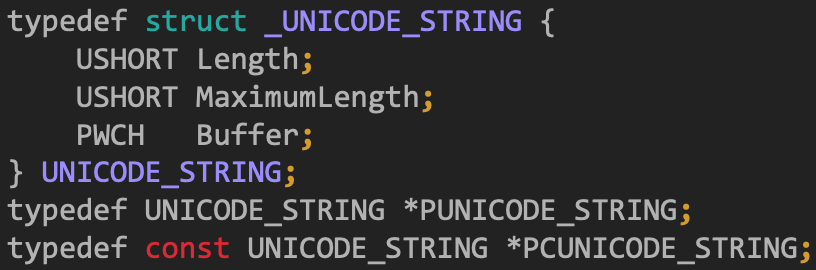 typedef struct _UNICODE_STRING {
    USHORT Length;
    USHORT MaximumLength;
    PWCH   Buffer;
} UNICODE_STRING;
typedef UNICODE_STRING *PUNICODE_STRING;
typedef const UNICODE_STRING *PCUNICODE_STRING;